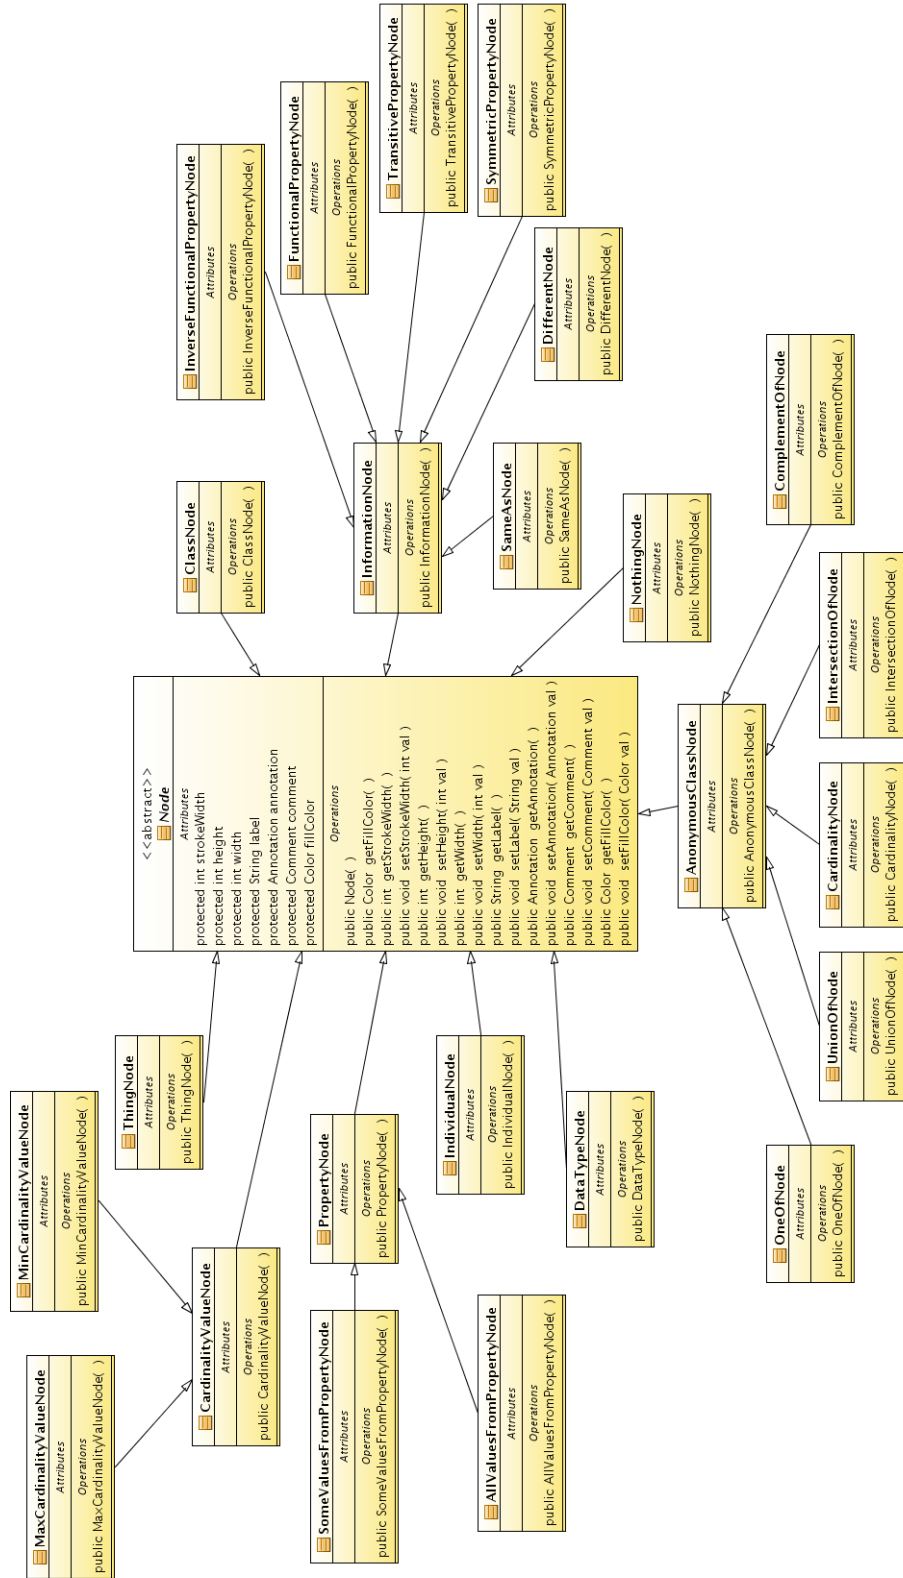 MaxCardinalityValueNode
Attributes
Operations
public MaxCardinalityValueNode( )
MinCardinalityValueNode
Attributes
Operations
public MinCardinalityValueNode( )
CardinalityValueNode
Attributes
Operations
public CardinalityValueNode( )
ThingNode
Attributes
Operations
public ThingNode( )
SomeValuesFromPropertyNode
Attributes
Operations
public SomeValuesFromPropertyNode( )
PropertyNode
Attributes
Operations
public PropertyNode( )
AllValuesFromPropertyNode
Attributes
Operations
public AllValuesFromPropertyNode( )
IndividualNode
Attributes
Operations
public IndividualNode( )
DataTypeNode
Attributes
Operations
public DataTypeNode( )
<<abstract>>
Node
Attributes
protected int strokeWidth
protected int height
protected int width
protected String label
protected Annotation annotation
protected Comment comment
protected Color fillColor
Operations
public Node( )
public Color getFillColor( )
public int getStrokeWidth( )
public void setStrokeWidth( int val )
public int getHeight( )
public void setHeight( int val )
public int getWidth( )
public void setWidth( int val )
public String getLabel( )
public void setLabel( String val )
public Annotation getAnnotation( )
public void setAnnotation( Annotation val )
public Comment getComment( )
public void setComment( Comment val )
public Color getFillColor( )
public void setFillColor( Color val )
ClassNode
Attributes
Operations
public ClassNode( )
InverseFunctionalPropertyNode
Attributes
Operations
public InverseFunctionalPropertyNode( )
FunctionalPropertyNode
Attributes
Operations
public FunctionalPropertyNode( )
InformationNode
Attributes
Operations
public InformationNode( )
TransitivePropertyNode
Attributes
Operations
public TransitivePropertyNode( )
SymmetricPropertyNode
Attributes
Operations
public SymmetricPropertyNode( )
SameAsNode
Attributes
Operations
public SameAsNode( )
DifferentNode
Attributes
Operations
public DifferentNode( )
NothingNode
Attributes
Operations
public NothingNode( )
AnonymousClassNode
Attributes
Operations
public AnonymousClassNode( )
OneOfNode
Attributes
Operations
public OneOfNode( )
UnionOfNode
Attributes
Operations
public UnionOfNode( )
CardinalityNode
Attributes
Operations
public CardinalityNode( )
IntersectionOfNode
Attributes
Operations
public IntersectionOfNode( )
ComplementOfNode
Attributes
Operations
public ComplementOfNode( )